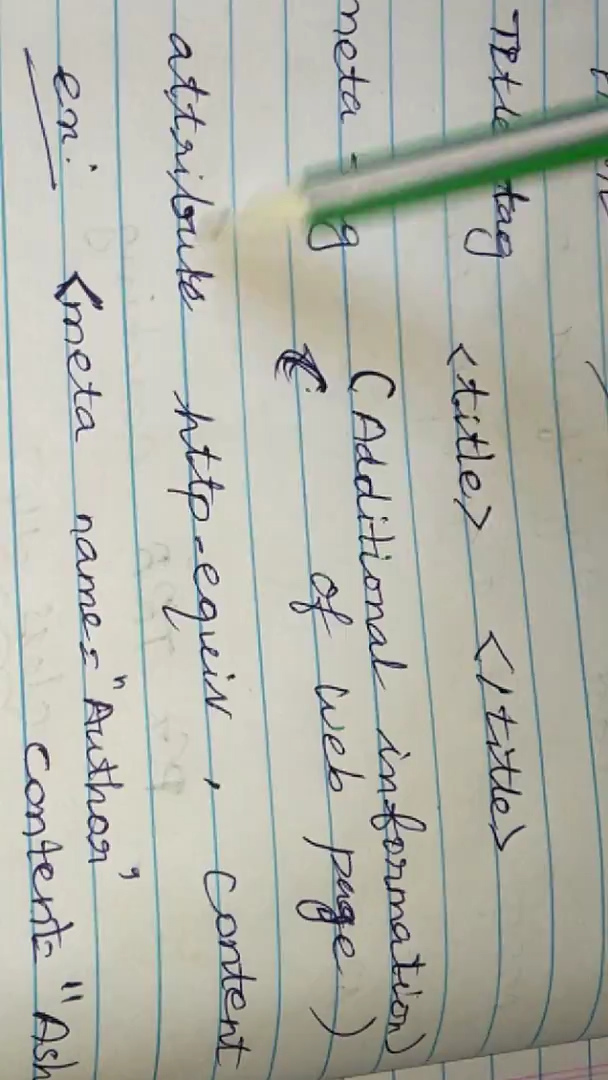 Title tag <title> </title>
meta g (Additional information
of web page)
attribute http-equiv, content
ex: <meta name="Author"
content="Ash